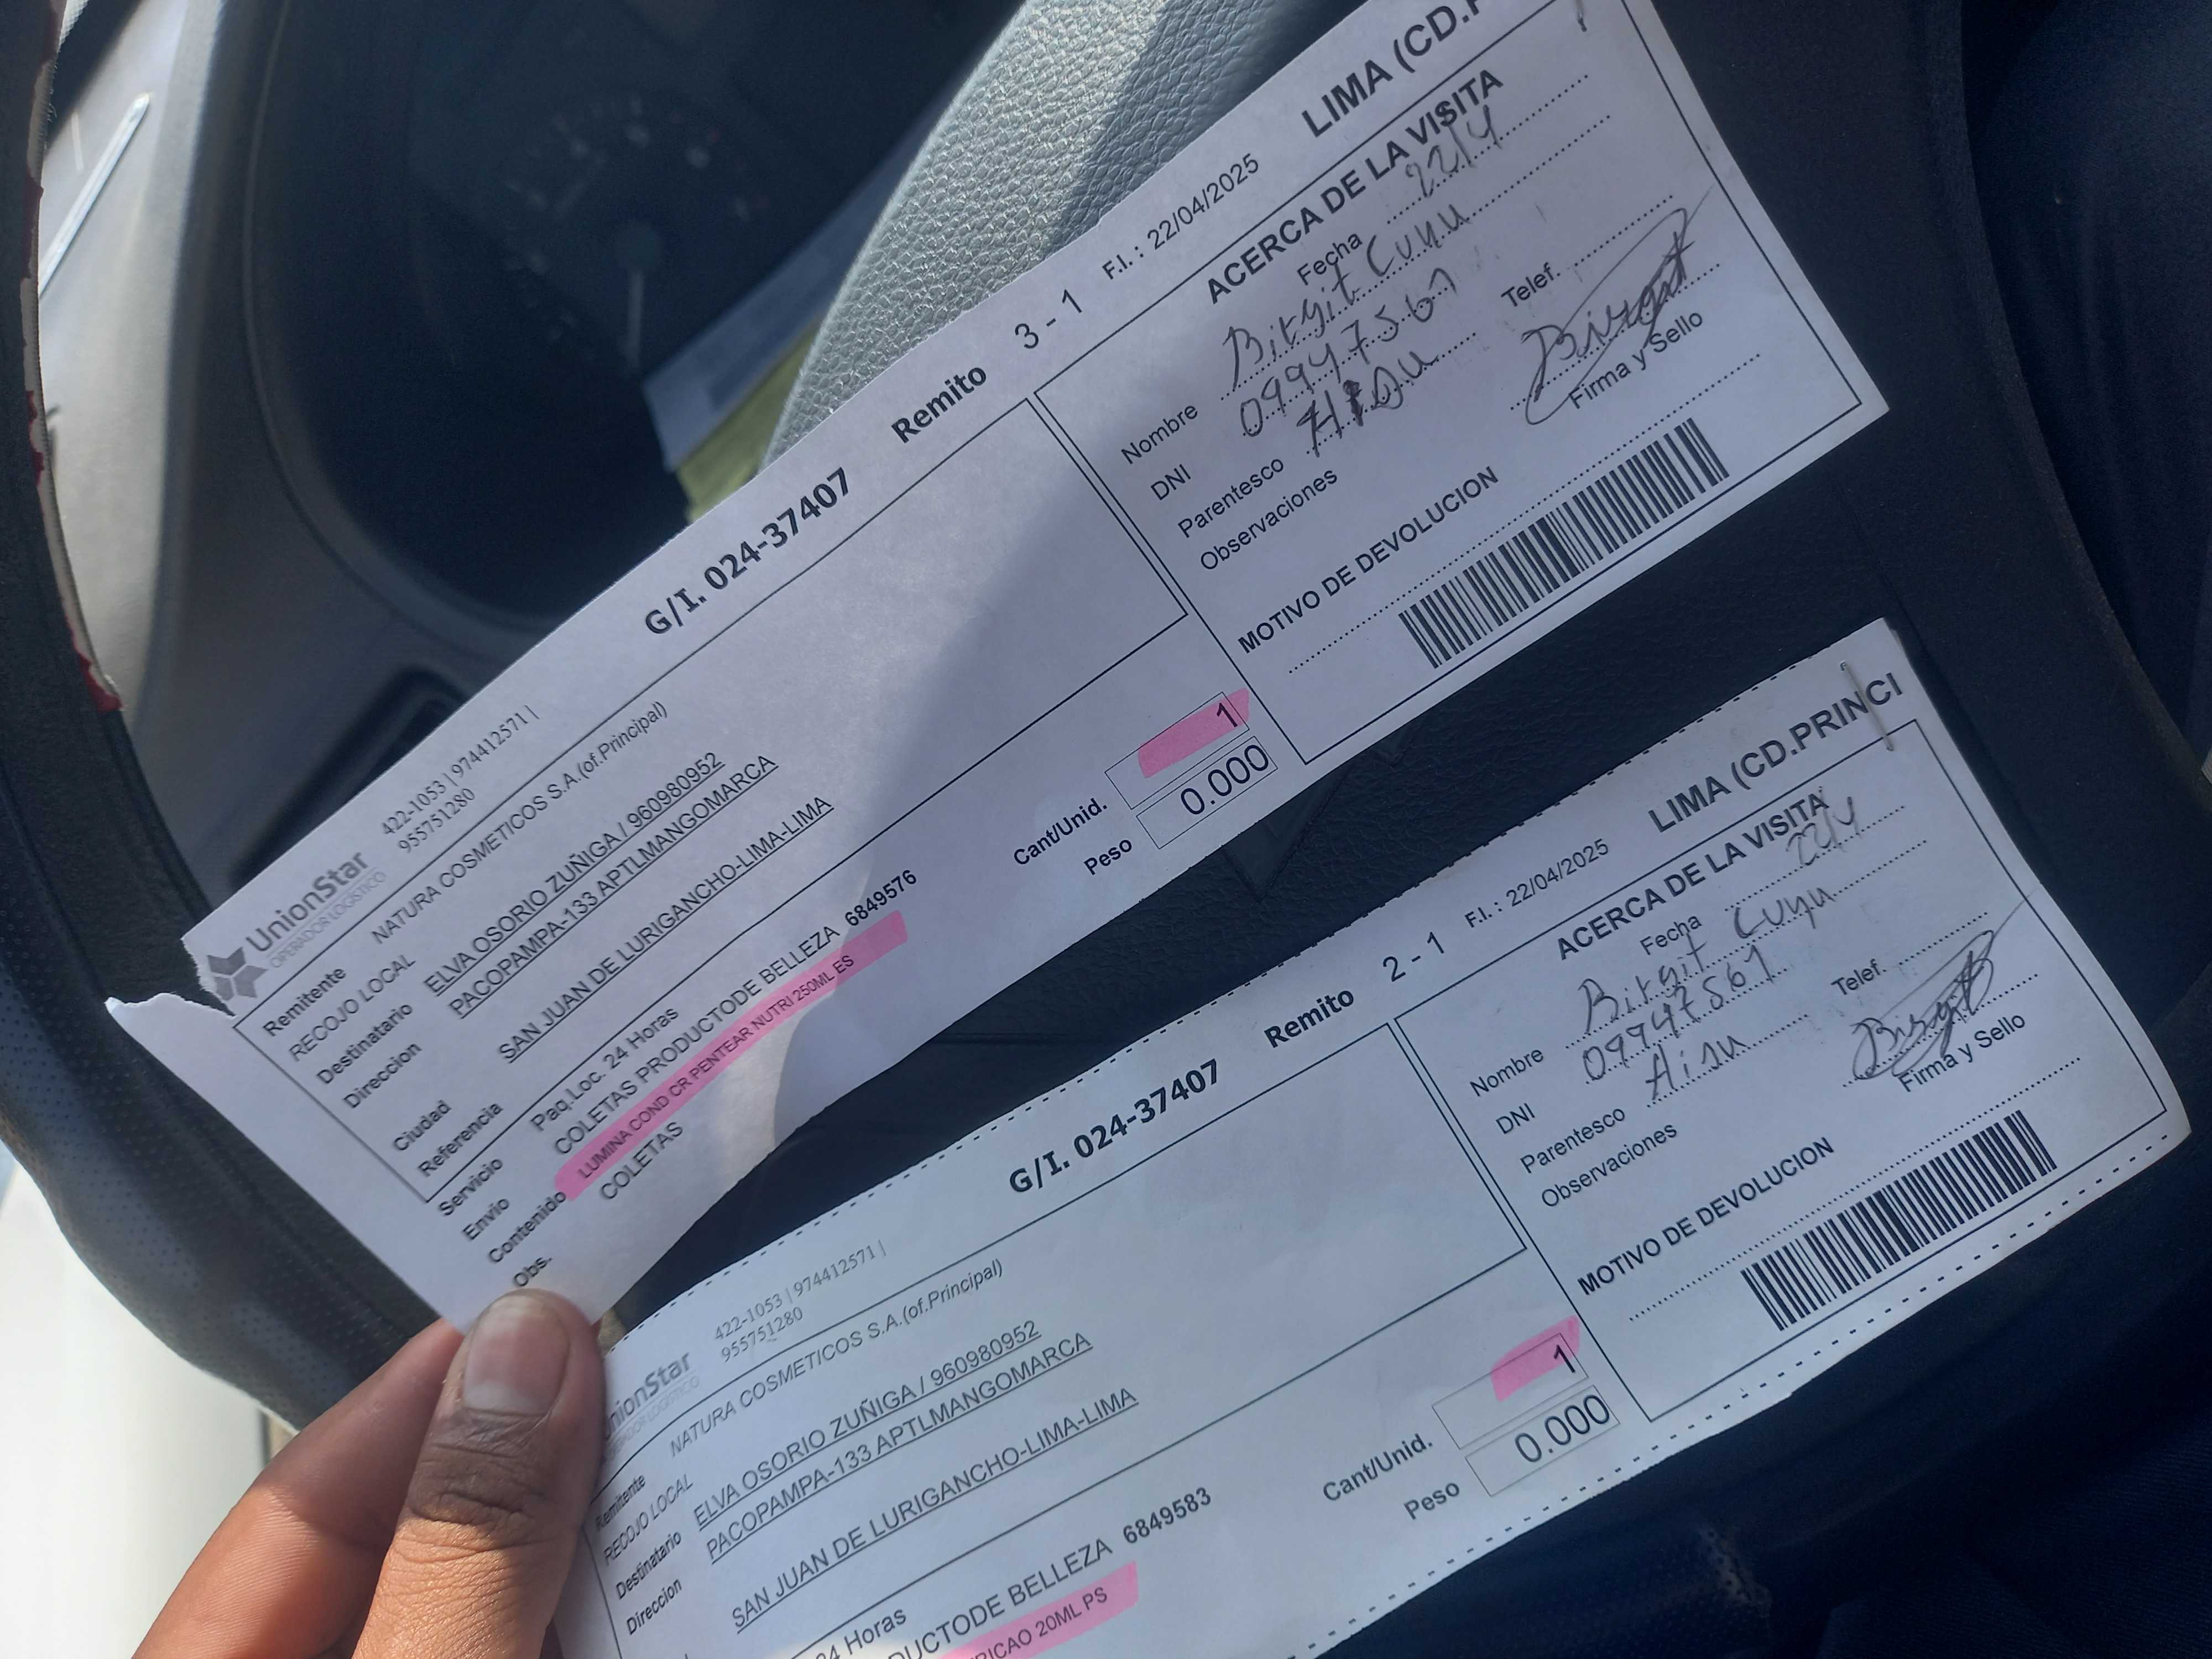 UnionStar
OPERADOR LOGISTICO
422-1053 | 974412571 |
955751280
G/I. 024-37407
Remito 3 - 1
F.I. : 22/04/2025
LIMA (CD.P
Remitente NATURA COSMETICOS S.A.(of.Principal)
RECOJO LOCAL
Destinatario ELVA OSORIO ZUÑIGA / 960980952
Direccion PACOPAMPA-133 APTLMANGOMARCA
Ciudad SAN JUAN DE LURIGANCHO-LIMA-LIMA
Referencia
Servicio Paq.Loc. 24 Horas
Envio COLETAS PRODUCTODE BELLEZA 6849576
Contenido LUMINA COND CR PENTEAR NUTRI 250ML ES
Obs. COLETAS
Cant/Unid. 1
Peso 0.000
ACERCA DE LA VISITA
Fecha 22/4
Nombre Birgit Cuyu
DNI 09947567
Parentesco
Observaciones
Telef.
Firma y Sello
MOTIVO DE DEVOLUCION
nionStar
422-1053 | 974412571 |
955751280
G/I. 024-37407
Remito 2 - 1
F.I. : 22/04/2025
LIMA (CD.PRINCI
Remitente NATURA COSMETICOS S.A.(of.Principal)
RECOJO LOCAL
Destinatario ELVA OSORIO ZUÑIGA / 960980952
Direccion PACOPAMPA-133 APTLMANGOMARCA
SAN JUAN DE LURIGANCHO-LIMA-LIMA
24 Horas
DUCTODE BELLEZA 6849583
RICAO 20ML PS
Cant/Unid. 1
Peso 0.000
ACERCA DE LA VISITA
Fecha 22/4
Nombre Birgit Cuyu
DNI 09947567
Parentesco
Observaciones
Telef.
Firma y Sello
MOTIVO DE DEVOLUCION